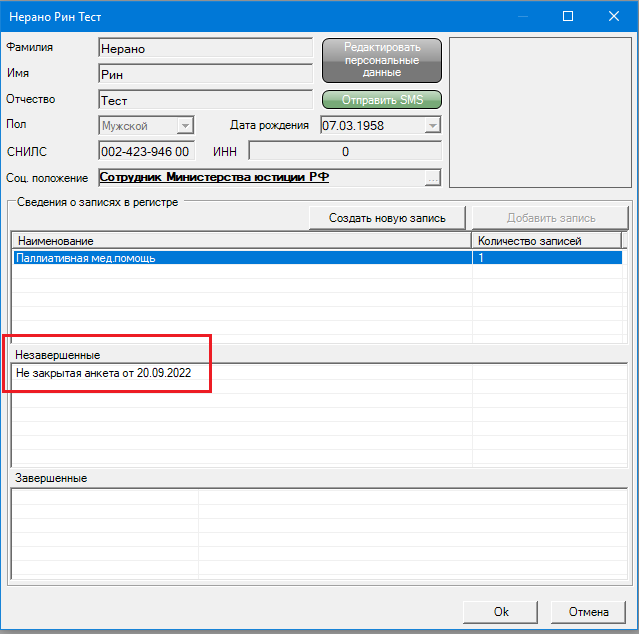 Нерано Рин Тест
Фамилия
Нерано
Имя
Рин
Отчество
Тест
Редактировать
персональные
данные
Отправить SMS
Пол
Мужской
Дата рождения
07.03.1958
СНИЛС
002-423-946 00
ИНН
0
Соц. положение
Сотрудник Министерства юстиции РФ
...
Сведения о записях в регистре
Создать новую запись
Добавить запись
Наименование
Количество записей
Паллиативная мед.помощь
1
Незавершенные
Не закрытая анкета от 20.09.2022
Завершенные
Ok
Отмена